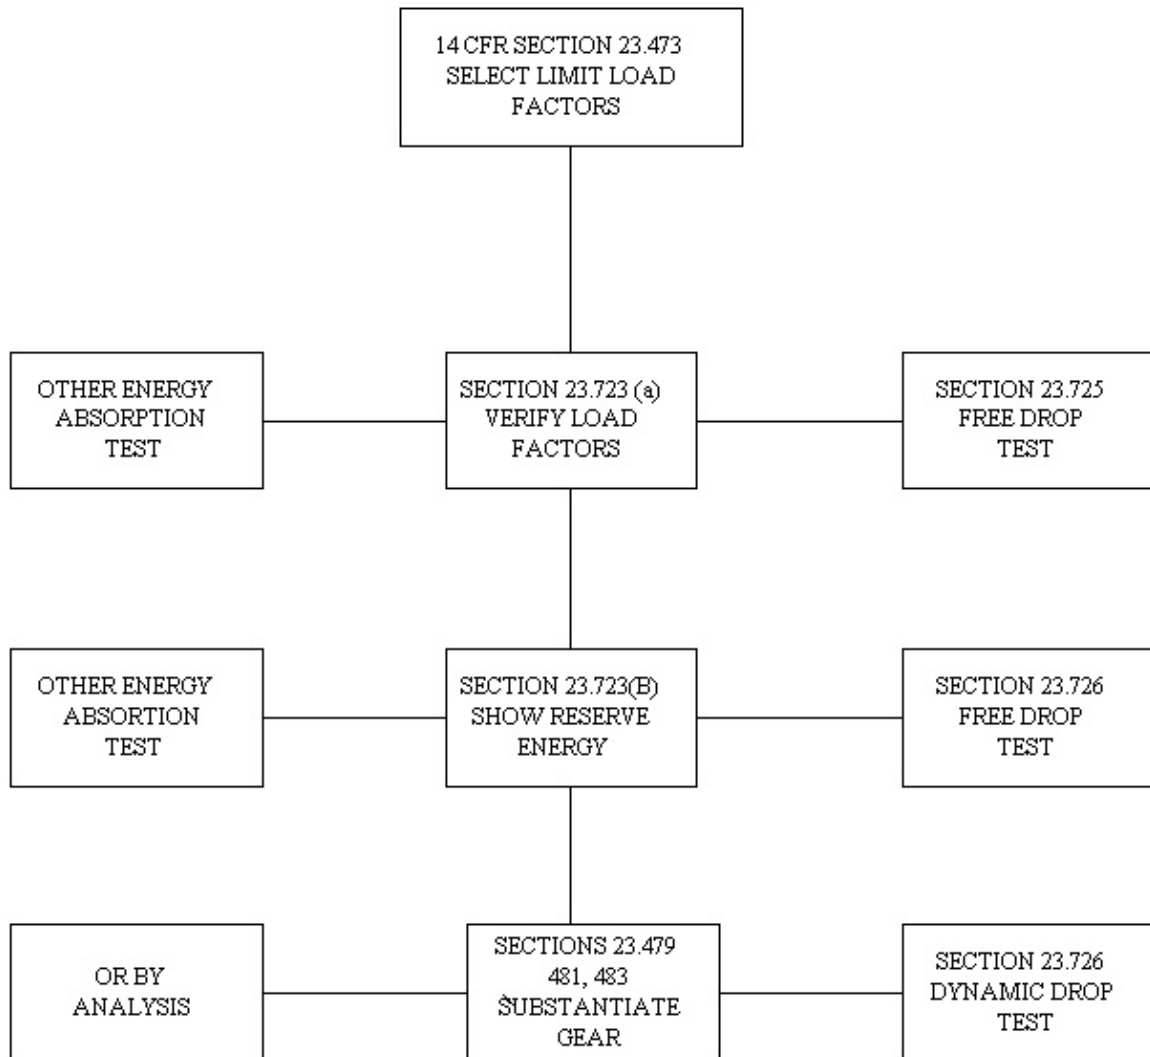 14 CFR SECTION 23.473
SELECT LIMIT LOAD
FACTORS
OTHER ENERGY
ABSORPTION
TEST
SECTION 23.723 (a)
VERIFY LOAD
FACTORS
SECTION 23.725
FREE DROP
TEST
OTHER ENERGY
ABSORTION
TEST
SECTION 23.723(B)
SHOW RESERVE
ENERGY
SECTION 23.726
FREE DROP
TEST
OR BY
ANALYSIS
SECTIONS 23.479
481, 483
SUBSTANTIATE
GEAR
SECTION 23.726
DYNAMIC DROP
TEST